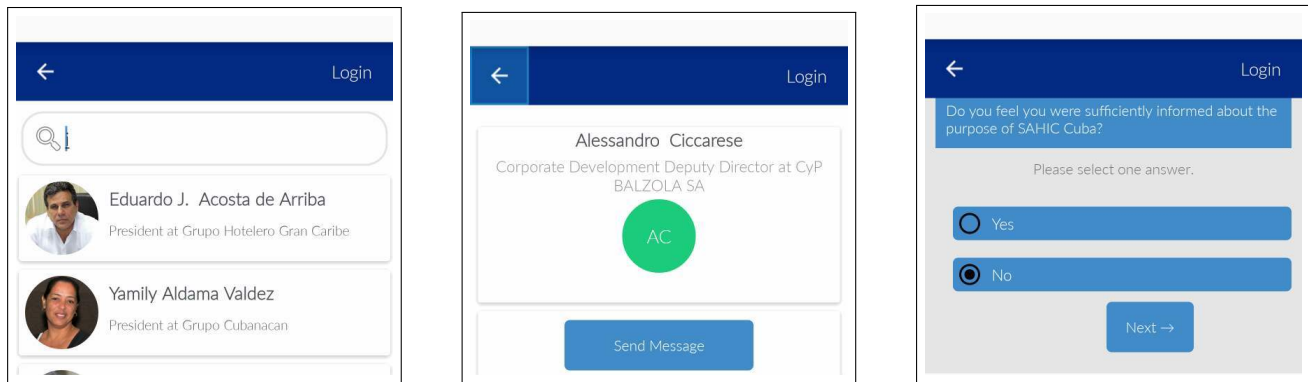 Login
Eduardo J. Acosta de Arriba
President at Grupo Hotelero Gran Caribe
Yamily Aldama Valdez
President at Grupo Cubanacan
Login
Alessandro Ciccarese
Corporate Development Deputy Director at CyP
BALZOLA SA
AC
Send Message
Login
Do you feel you were sufficiently informed about the
purpose of SAHIC Cuba?
Please select one answer.
Yes
No
Next →